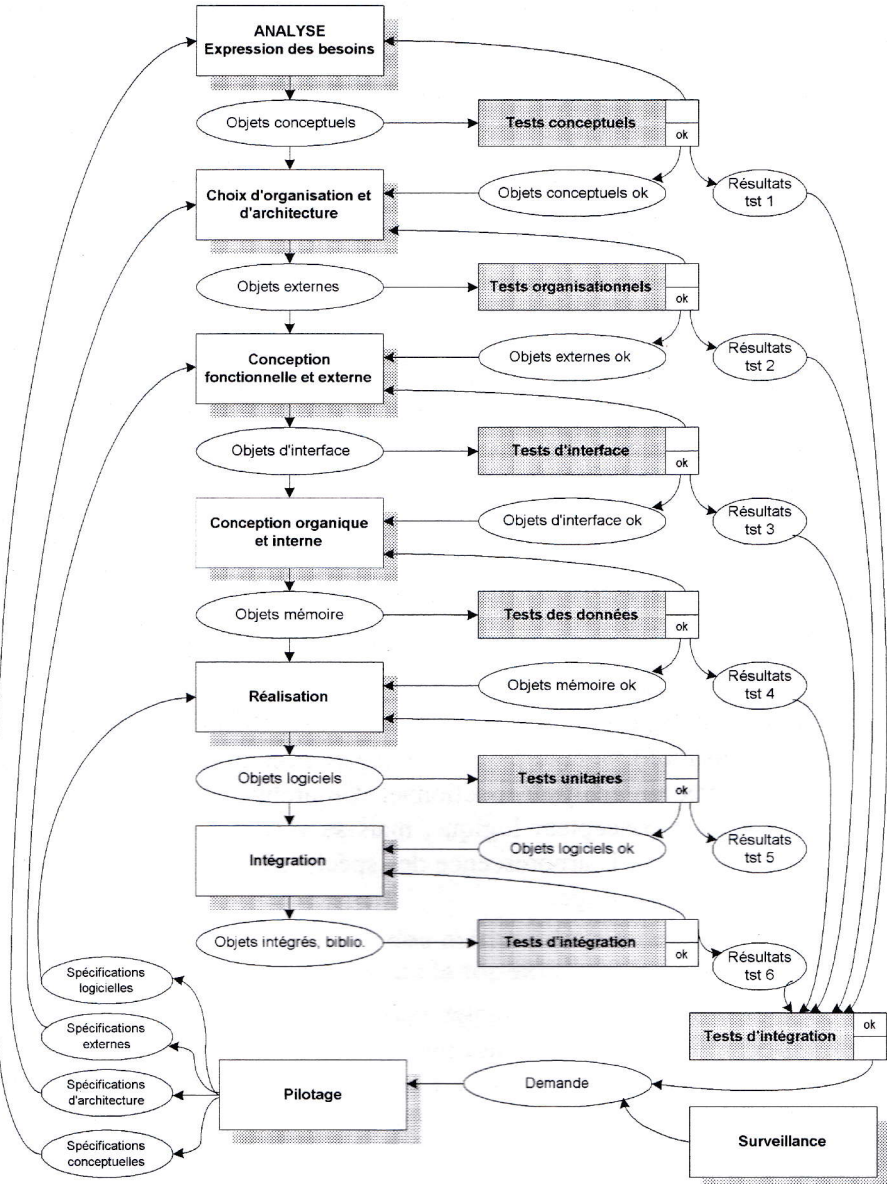 ANALYSE
Expression des besoins
Objets conceptuels
Tests conceptuels
ok
Choix d'organisation et
d'architecture
Objets conceptuels ok
Résultats
tst 1
Objets externes
Tests organisationnels
ok
Conception
fonctionnelle et externe
Objets externes ok
Résultats
tst 2
Objets d'interface
Tests d'interface
ok
Conception organique
et interne
Objets d'interface ok
Résultats
tst 3
Objets mémoire
Tests des données
ok
Réalisation
Objets mémoire ok
Résultats
tst 4
Objets logiciels
Tests unitaires
ok
Intégration
Objets logiciels ok
Résultats
tst 5
Objets intégrés, biblio.
Tests d'intégration
ok
Résultats
tst 6
Spécifications
logicielles
Spécifications
externes
Tests d'intégration
ok
Spécifications
d'architecture
Pilotage
Demande
Spécifications
conceptuelles
Surveillance